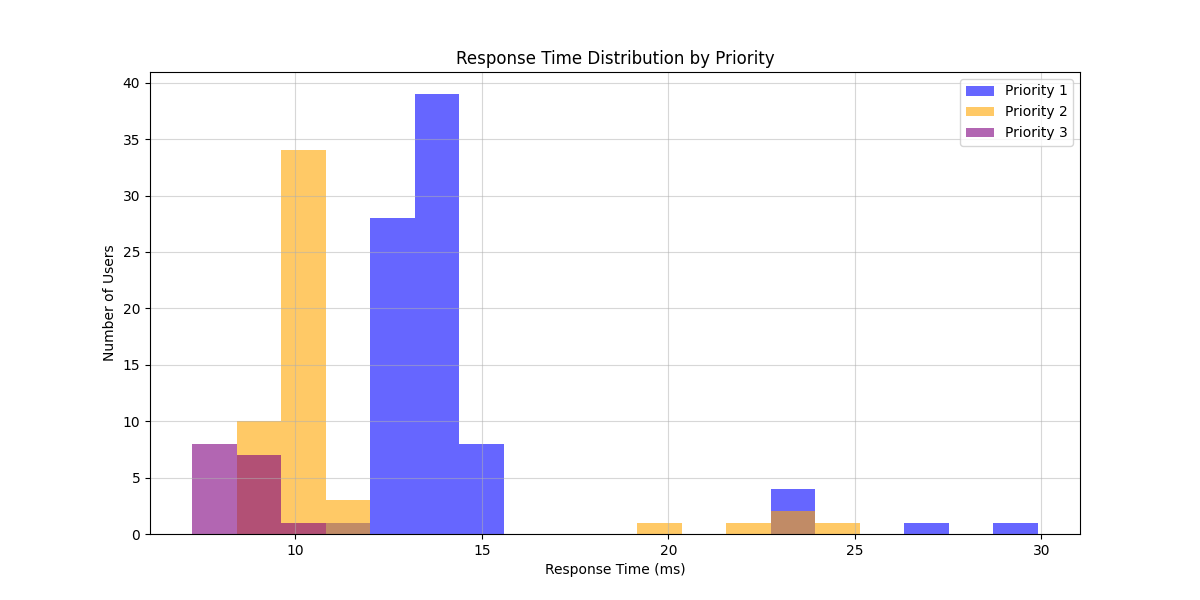 Response Time Distribution by Priority
40
35
30
25
20
15
10
5
0
Number of Users
Priority 1
Priority 2
Priority 3
10 15 20 25 30
Response Time (ms)